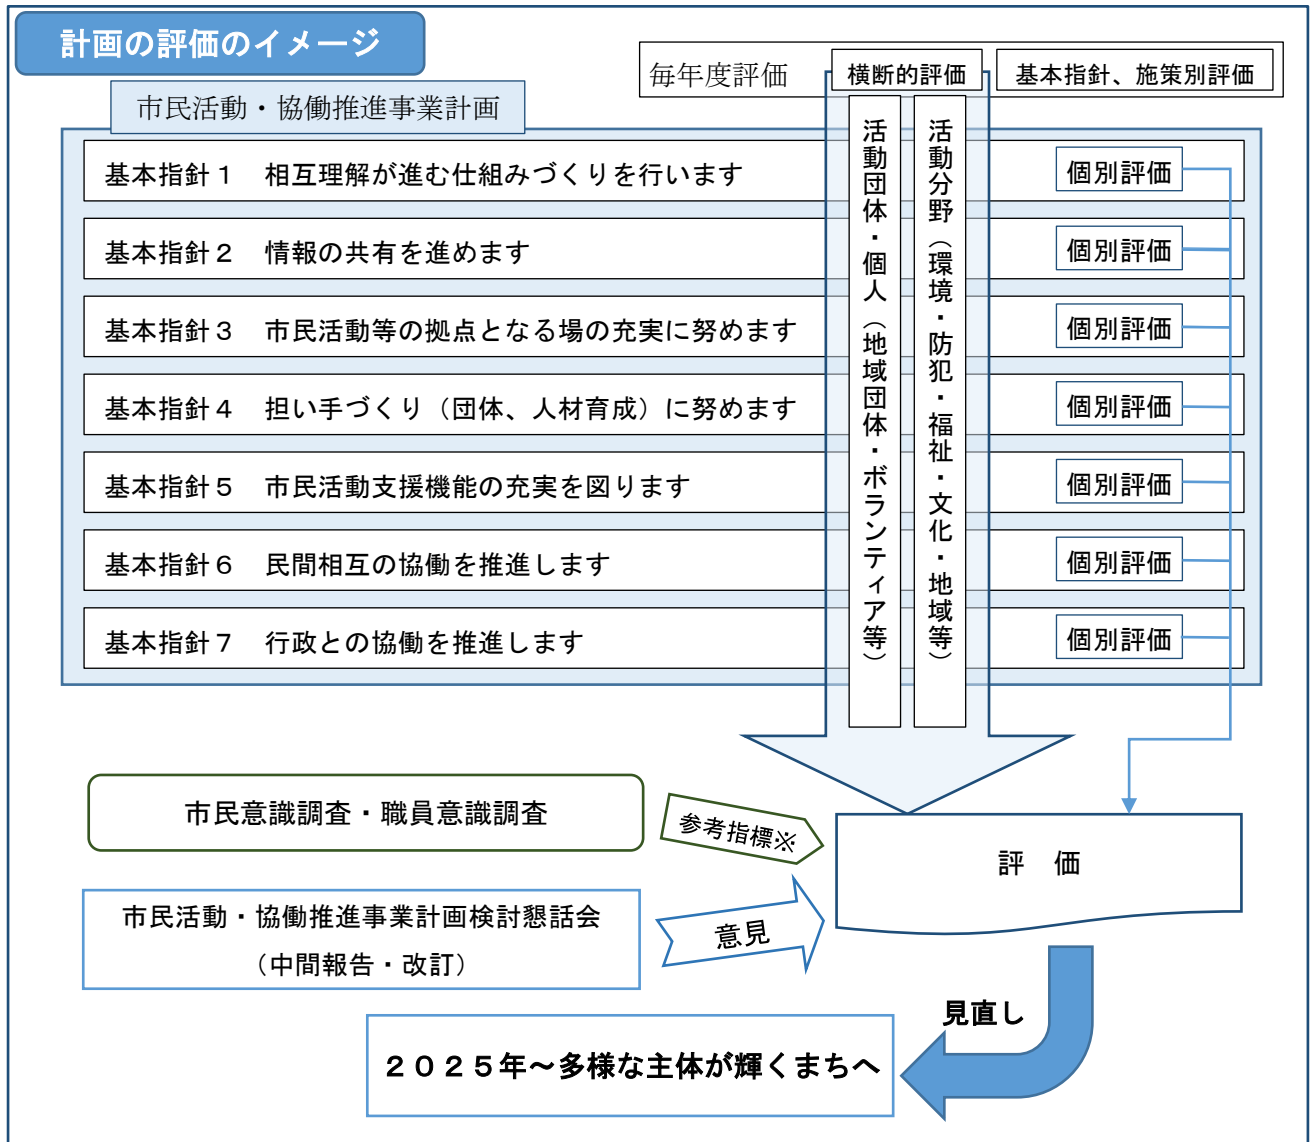 計画の評価のイメージ
毎年度評価
横断的評価
基本指針、施策別評価
市民活動・協働推進事業計画
基本指針１　相互理解が進む仕組みづくりを行います
個別評価
基本指針２　情報の共有を進めます
個別評価
基本指針３　市民活動等の拠点となる場の充実に努めます
個別評価
基本指針４　担い手づくり（団体、人材育成）に努めます
個別評価
基本指針５　市民活動支援機能の充実を図ります
個別評価
基本指針６　民間相互の協働を推進します
個別評価
基本指針７　行政との協働を推進します
個別評価
活動団体・個人（地域団体・ボランティア等）
活動分野（環境・防犯・福祉・文化・地域等）
市民意識調査・職員意識調査
参考指標※
評　価
市民活動・協働推進事業計画検討懇話会
（中間報告・改訂）
意見
見直し
２０２５年～多様な主体が輝くまちへ